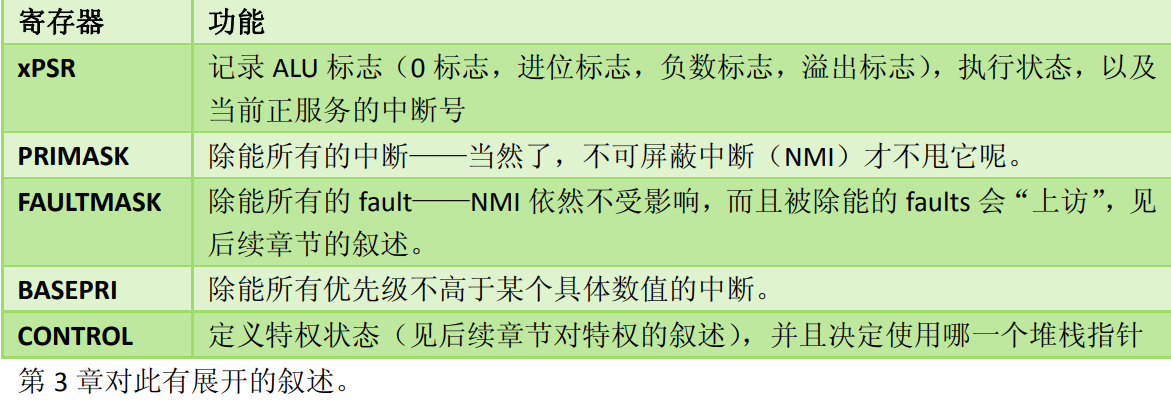 寄存器 功能
xPSR 记录 ALU 标志（0 标志，进位标志，负数标志，溢出标志），执行状态，以及
当前正服务的中断号
PRIMASK 除能所有的中断——当然了，不可屏蔽中断（NMI）才不甩它呢。
FAULTMASK 除能所有的 fault——NMI 依然不受影响，而且被除能的 faults 会“上访”，见
后续章节的叙述。
BASEPRI 除能所有优先级不高于某个具体数值的中断。
CONTROL 定义特权状态（见后续章节对特权的叙述），并且决定使用哪一个堆栈指针
第 3 章对此有展开的叙述。